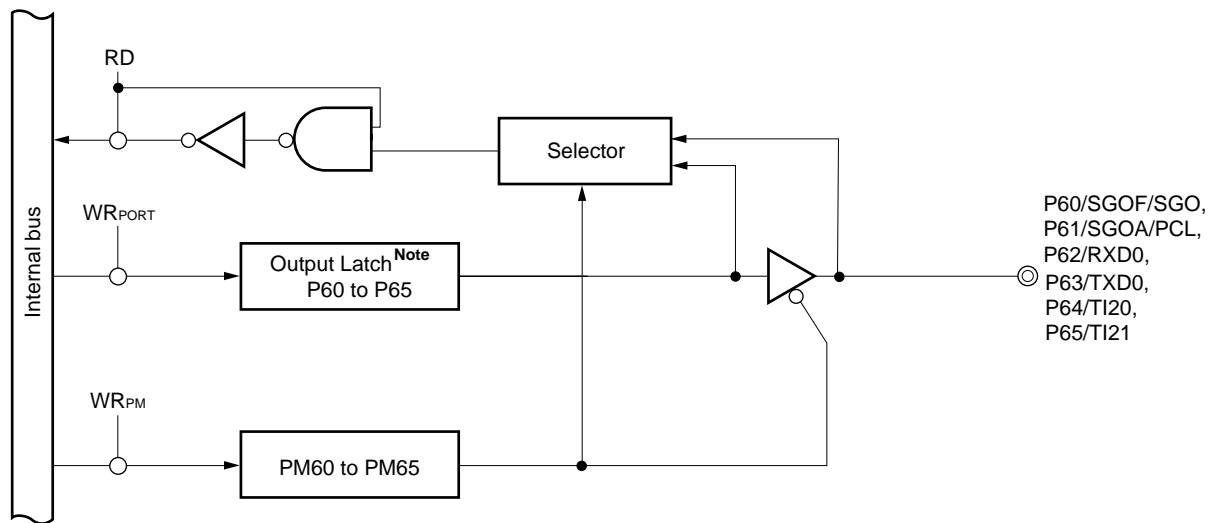 RD
Selector
Internal bus
WRPORT
Output Latch Note
P60 to P65
P60/SGOF/SGO,
P61/SGOA/PCL,
P62/RXD0,
P63/TXD0,
P64/TI20,
P65/TI21
WRPM
PM60 to PM65